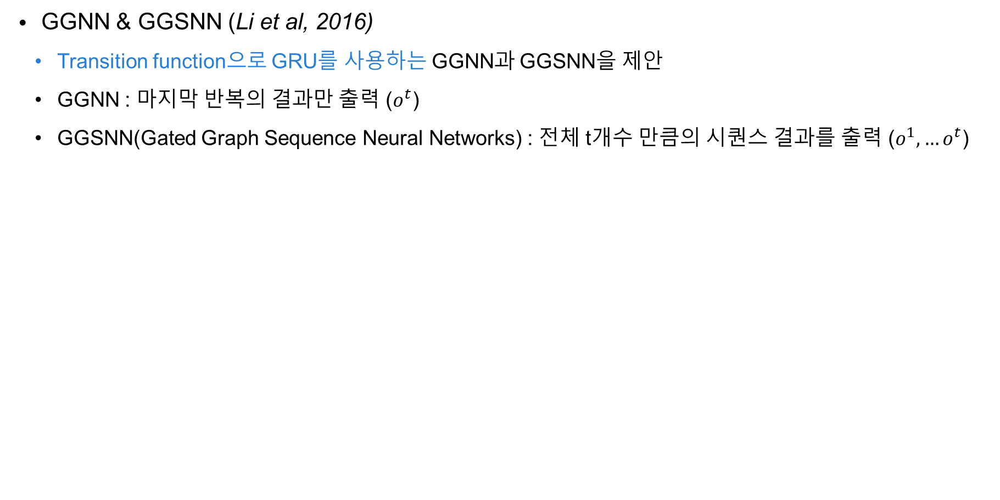 • GGNN & GGSNN (Li et al, 2016)
• Transition function으로 GRU를 사용하는 GGNN과 GGSNN을 제안
• GGNN : 마지막 반복의 결과만 출력 (𝑜ᵗ)
• GGSNN(Gated Graph Sequence Neural Networks) : 전체 t개수 만큼의 시퀀스 결과를 출력 (𝑜¹, … 𝑜ᵗ)